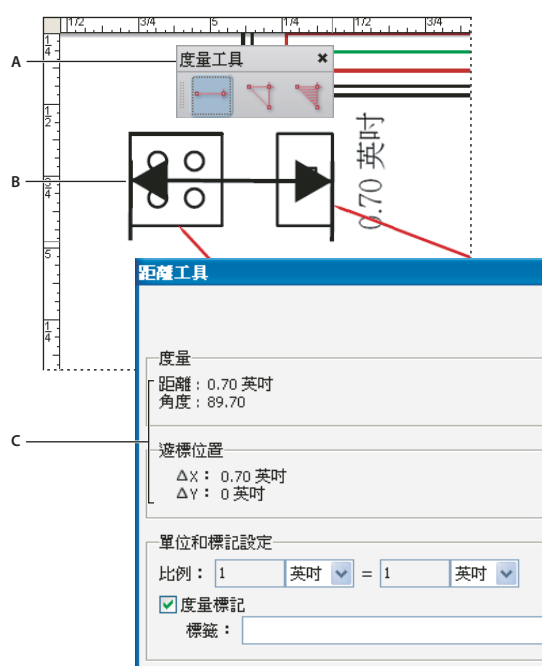 1/2 3/4 5 1/4 1/2 3/4
1/4
A
度量工具
1/2
B
3/4
0.70 英吋
5
距離工具
1/4
度量
距離：0.70 英吋
角度：89.70
C
遊標位置
ΔX： 0.70 英吋
ΔY： 0 英吋
單位和標記設定
比例： 1 英吋 = 1 英吋
度量標記
標籤：